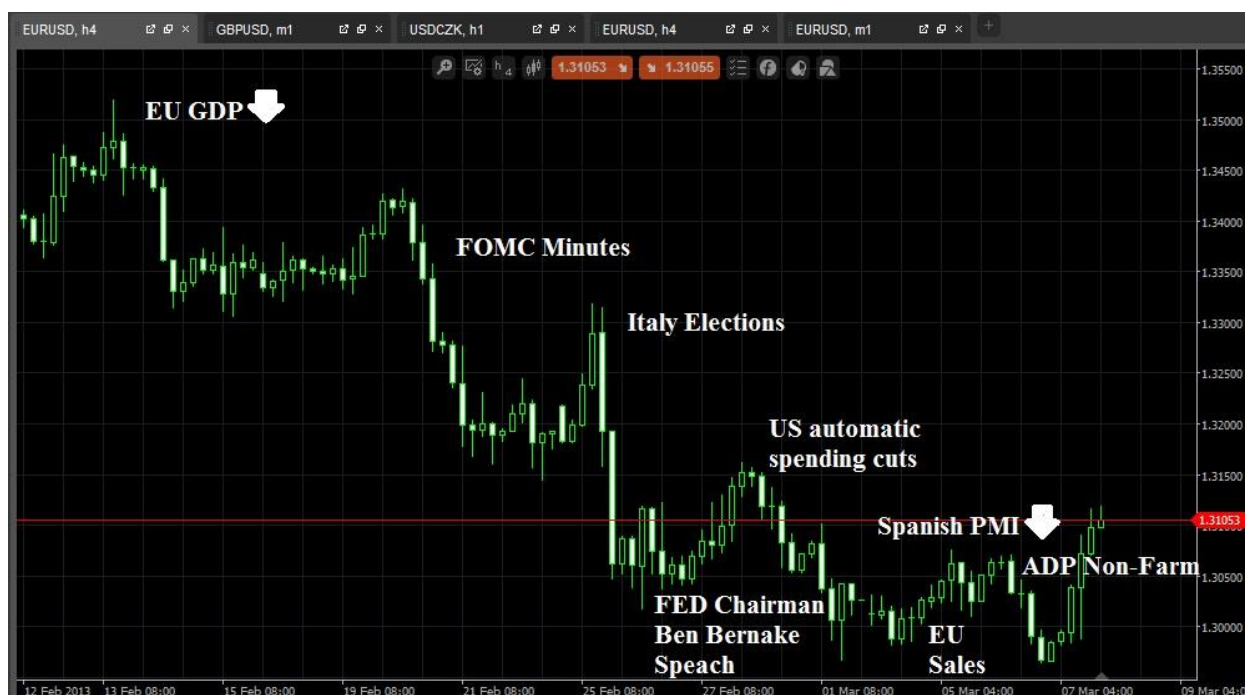 EURUSD, h4
GBPUSD, m1
USDCZK, h1
EURUSD, h4
EURUSD, m1
h4
1.31053
1.31055
EU GDP
FOMC Minutes
Italy Elections
US automatic
spending cuts
Spanish PMI
ADP Non-Farm
FED Chairman
Ben Bernake
Speach
EU
Sales
1.35500
1.35000
1.34500
1.34000
1.33500
1.33000
1.32500
1.32000
1.31500
1.31053
1.30500
1.30000
12 Feb 2013
13 Feb 08:00
15 Feb 08:00
19 Feb 08:00
21 Feb 08:00
25 Feb 08:00
27 Feb 08:00
01 Mar 08:00
05 Mar 04:00
07 Mar 04:00